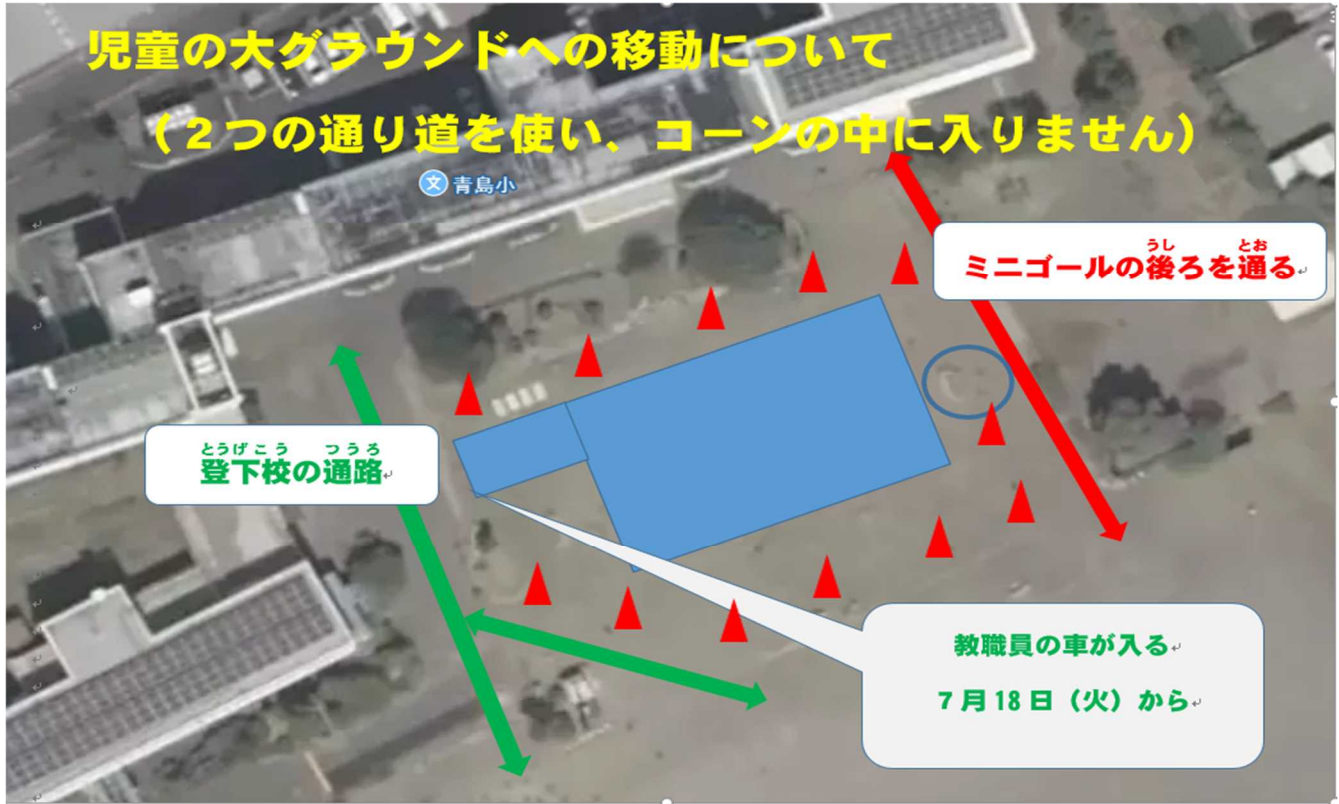 児童の大グラウンドへの移動について
（２つの通り道を使い、コーンの中に入りません）
文 青島小
うし とお
ミニゴールの後ろを通る
とうげこう つうろ
登下校の通路
教職員の車が入る
７月18日（火）から